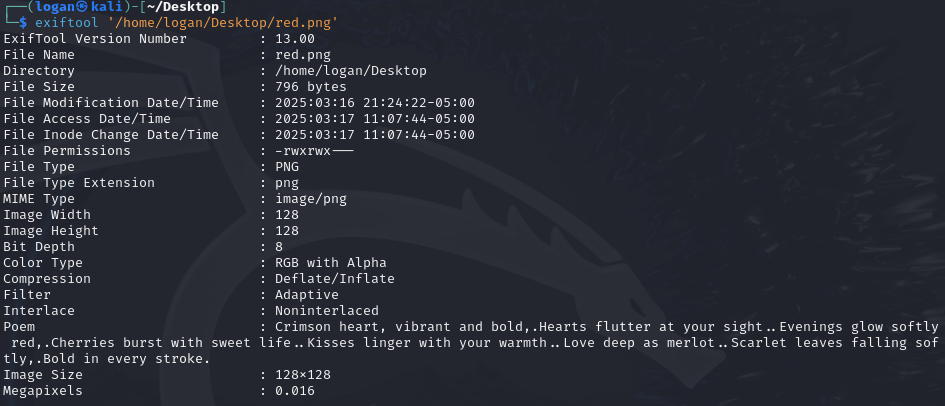 ┌──(logan㉿kali)-[~/Desktop]
└─$ exiftool '/home/logan/Desktop/red.png'
ExifTool Version Number         : 13.00
File Name                       : red.png
Directory                       : /home/logan/Desktop
File Size                       : 796 bytes
File Modification Date/Time     : 2025:03:16 21:24:22-05:00
File Access Date/Time           : 2025:03:17 11:07:44-05:00
File Inode Change Date/Time     : 2025:03:17 11:07:44-05:00
File Permissions                : -rwxrwx---
File Type                       : PNG
File Type Extension             : png
MIME Type                       : image/png
Image Width                     : 128
Image Height                    : 128
Bit Depth                       : 8
Color Type                      : RGB with Alpha
Compression                     : Deflate/Inflate
Filter                          : Adaptive
Interlace                       : Noninterlaced
Poem                            : Crimson heart, vibrant and bold,.Hearts flutter at your sight..Evenings glow softly
 red,.Cherries burst with sweet life..Kisses linger with your warmth..Love deep as merlot..Scarlet leaves falling sof
tly,.Bold in every stroke.
Image Size                      : 128x128
Megapixels                      : 0.016